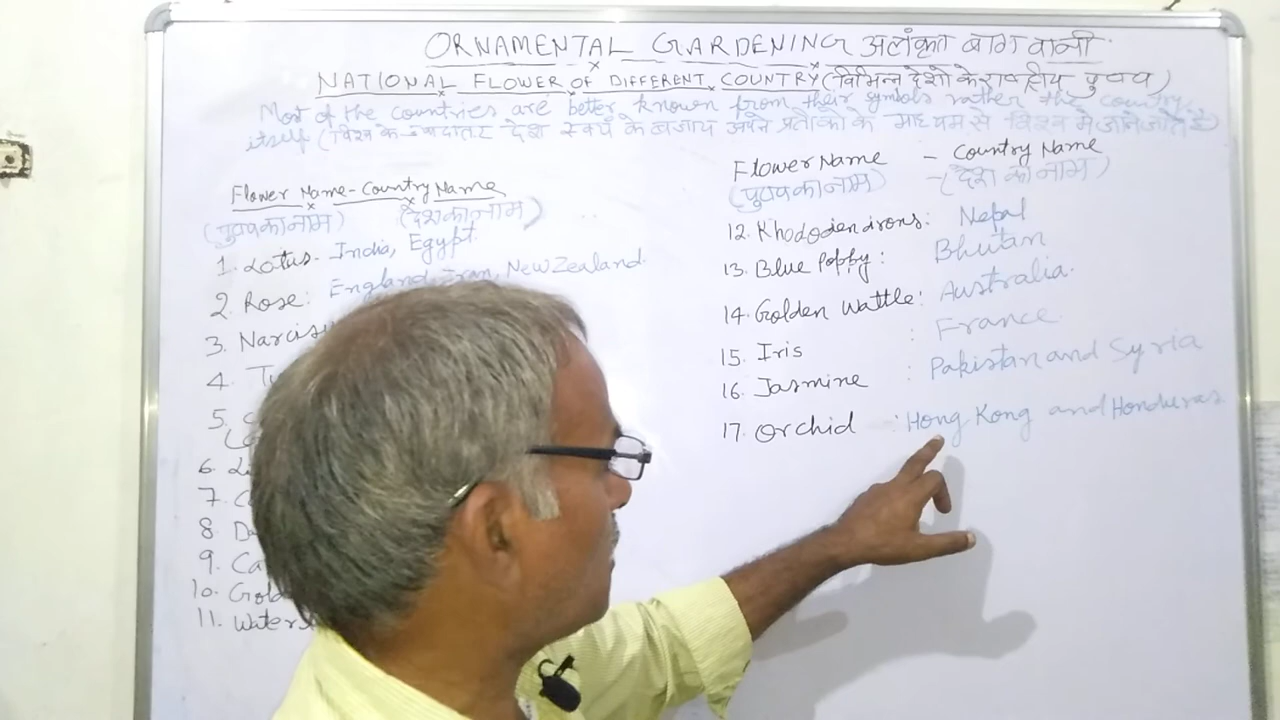 ORNAMENTAL GARDENING अलंकृत बागवानी
NATIONAL FLOWER OF DIFFERENT COUNTRY (विभिन्न देशो के राष्ट्रीय पुष्प)
Most of the countries are better known from their symbols rather the country
itself (विश्व के ज्यादातर देश स्वयं के बजाय अपने प्रतीको के माध्यम से विश्व मे जाने जाते है)
Flower Name - Country Name
(पुष्प का नाम) (देश का नाम)
1. Lotus - India, Egypt
2. Rose: England, Iran, New Zealand
3. Narcis
4.
5.
6.
7.
8.
9. Ca
10. Gold
11. Water
Flower Name - Country Name
(पुष्प का नाम) - (देश का नाम)
12. Rhododendrons: Nepal
13. Blue Poppy: Bhutan
14. Golden Wattle: Australia
15. Iris : France
16. Jasmine : Pakistan and Syria
17. Orchid : Hong Kong and Honduras